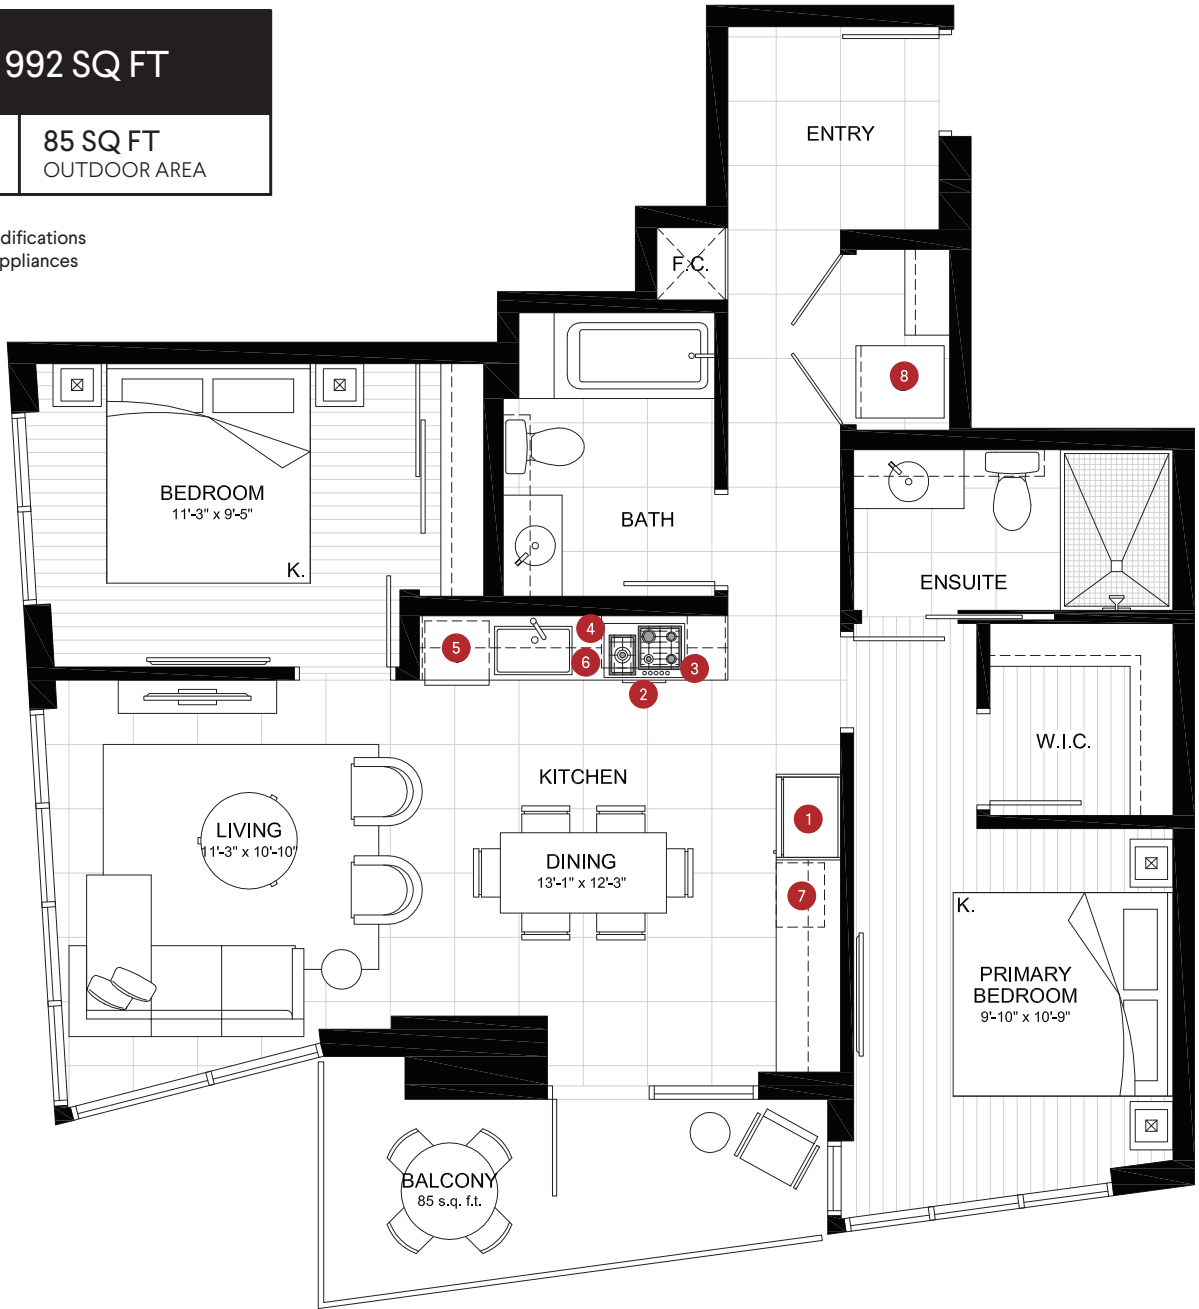 992 SQ FT
85 SQ FT
OUTDOOR AREA
difications
ppliances
ENTRY
F.C.
8
BEDROOM
11'-3" x 9'-5"
K.
BATH
ENSUITE
4
5
6
3
2
W.I.C.
KITCHEN
1
LIVING
11'-3" x 10'-10"
DINING
13'-1" x 12'-3"
7
K.
PRIMARY
BEDROOM
9'-10" x 10'-9"
BALCONY
85 s.q. f.t.